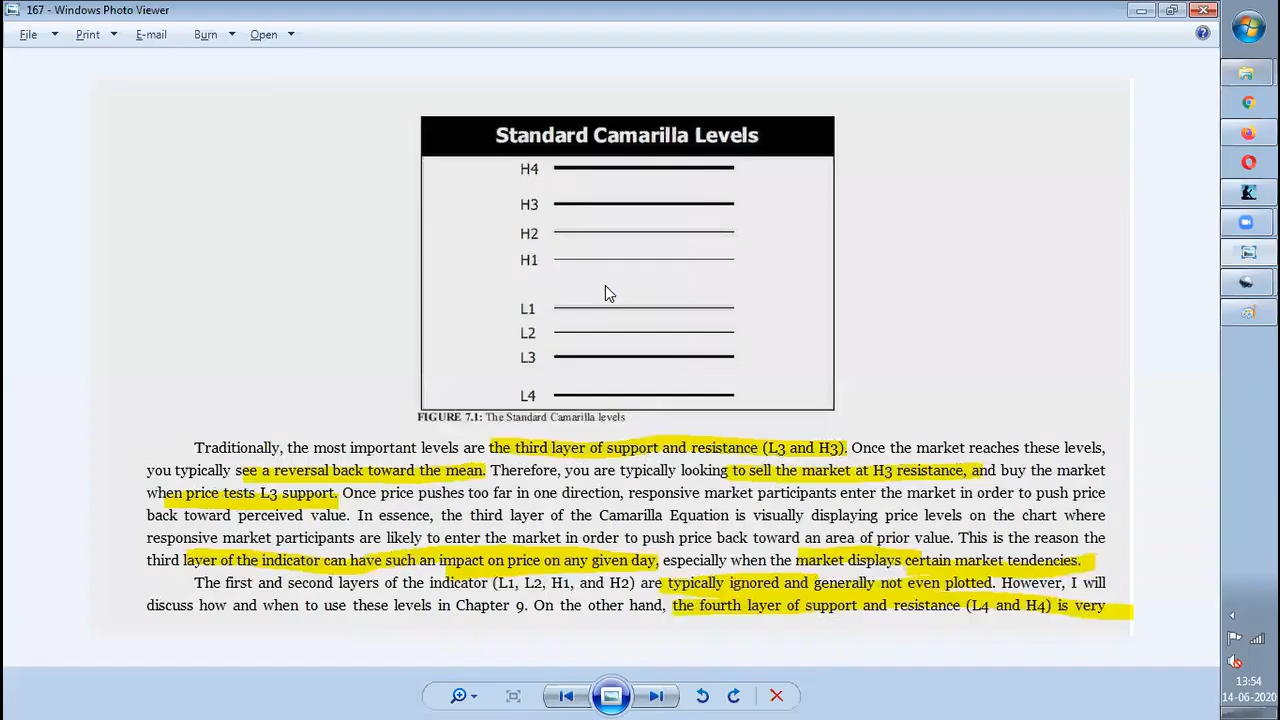 167 - Windows Photo Viewer
File Print E-mail Burn Open
Standard Camarilla Levels
H4
H3
H2
H1
L1
L2
L3
L4
FIGURE 7.1: The Standard Camarilla levels
Traditionally, the most important levels are the third layer of support and resistance (L3 and H3). Once the market reaches these levels,
you typically see a reversal back toward the mean. Therefore, you are typically looking to sell the market at H3 resistance, and buy the market
when price tests L3 support. Once price pushes too far in one direction, responsive market participants enter the market in order to push price
back toward perceived value. In essence, the third layer of the Camarilla Equation is visually displaying price levels on the chart where
responsive market participants are likely to enter the market in order to push price back toward an area of prior value. This is the reason the
third layer of the indicator can have such an impact on price on any given day, especially when the market displays certain market tendencies.
The first and second layers of the indicator (L1, L2, H1, and H2) are typically ignored and generally not even plotted. However, I will
discuss how and when to use these levels in Chapter 9. On the other hand, the fourth layer of support and resistance (L4 and H4) is very
13:54
14-06-2020